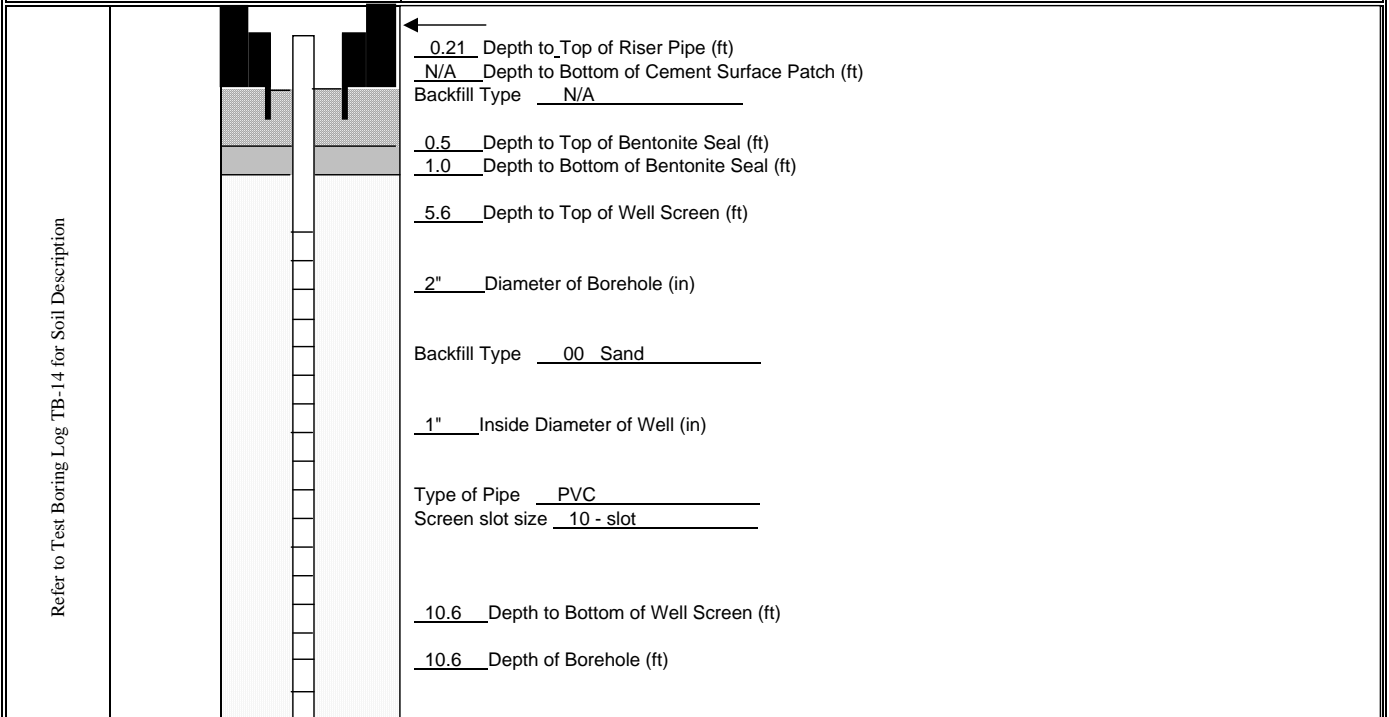 0.21 Depth to Top of Riser Pipe (ft)
N/A Depth to Bottom of Cement Surface Patch (ft)
Backfill Type N/A
0.5 Depth to Top of Bentonite Seal (ft)
1.0 Depth to Bottom of Bentonite Seal (ft)
5.6 Depth to Top of Well Screen (ft)
2" Diameter of Borehole (in)
Backfill Type 00 Sand
1" Inside Diameter of Well (in)
Type of Pipe PVC
Screen slot size 10 - slot
10.6 Depth to Bottom of Well Screen (ft)
10.6 Depth of Borehole (ft)
Refer to Test Boring Log TB-14 for Soil Description